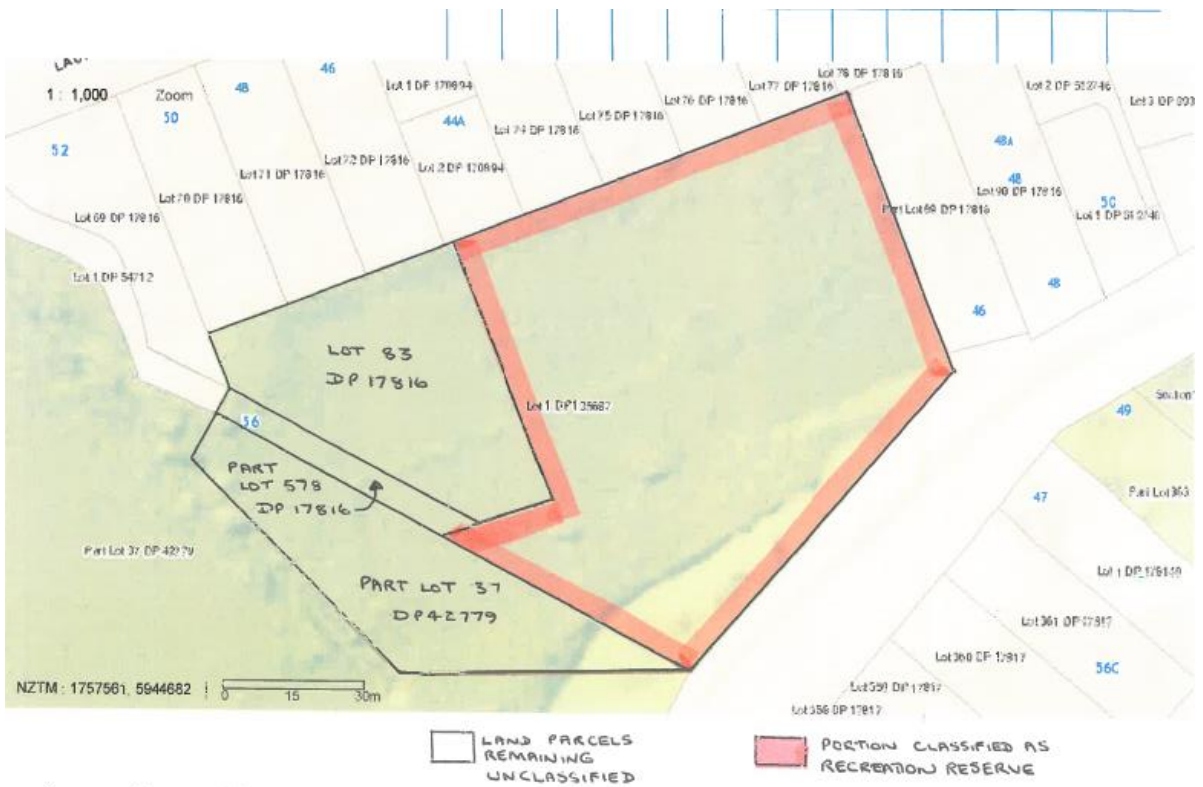 1 : 1,000
Zoom
46
48
50
52
Lot 1 DP 170894
44A
Lot 74 DP 17816
Lot 75 DP 17816
Lot 76 DP 17816
Lot 77 DP 17816
Lot 78 DP 17816
Lot 2 DP 512746
48A
48
Lot 90 DP 17816
50
Lot 1 DP 512746
Part Lot 89 DP 17816
48
46
Lot 72 DP 17816
Lot 2 DP 170894
Lot 71 DP 17816
Lot 70 DP 17816
Lot 69 DP 17816
Lot 1 DP 54712
LOT 83
DP 17816
Lot 1 DP 135687
56
PART
LOT 578
DP 17816
Part Lot 37 DP 42779
PART LOT 37
DP 42779
49
47
Part Lot 363
Lot 361 DP 17817
Lot 360 DP 17817
56C
Lot 359 DP 17817
Lot 358 DP 17817
NZTM : 1757561, 5944682
0 15 30m
LAND PARCELS
REMAINING
UNCLASSIFIED
PORTION CLASSIFIED AS
RECREATION RESERVE